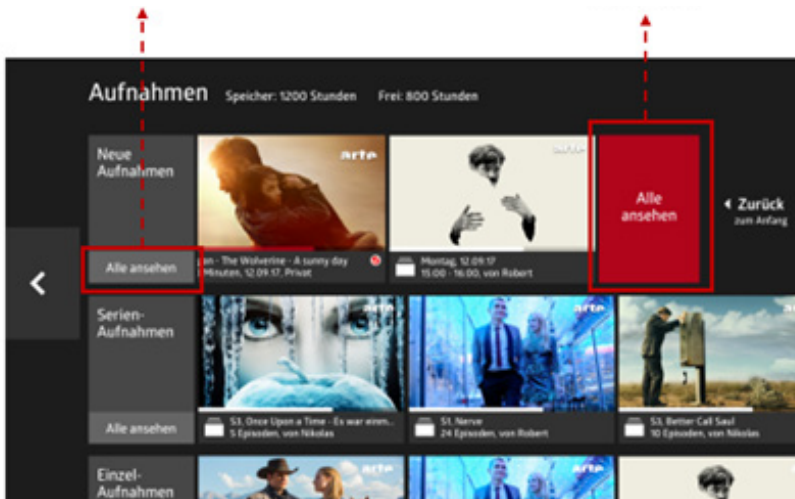 Aufnahmen Speicher: 1200 Stunden Frei: 800 Stunden
Neue
Aufnahmen
arte
arte
Alle
ansehen
Zurück
zum Anfang
Alle ansehen
- The Wolverine - A sunny day
Minuten, 12.09.17, Privat
Montag, 12.09.17
15:00 - 16:00, von Robert
Serien-
Aufnahmen
arte
arte
arte
Alle ansehen
S3, Once Upon a Time - Es war einm...
5 Episoden, von Nikolas
S1, Nerve
24 Episoden, von Robert
S3, Better Call Saul
10 Episoden, von Nikolas
Einzel-
Aufnahmen
arte
arte
arte